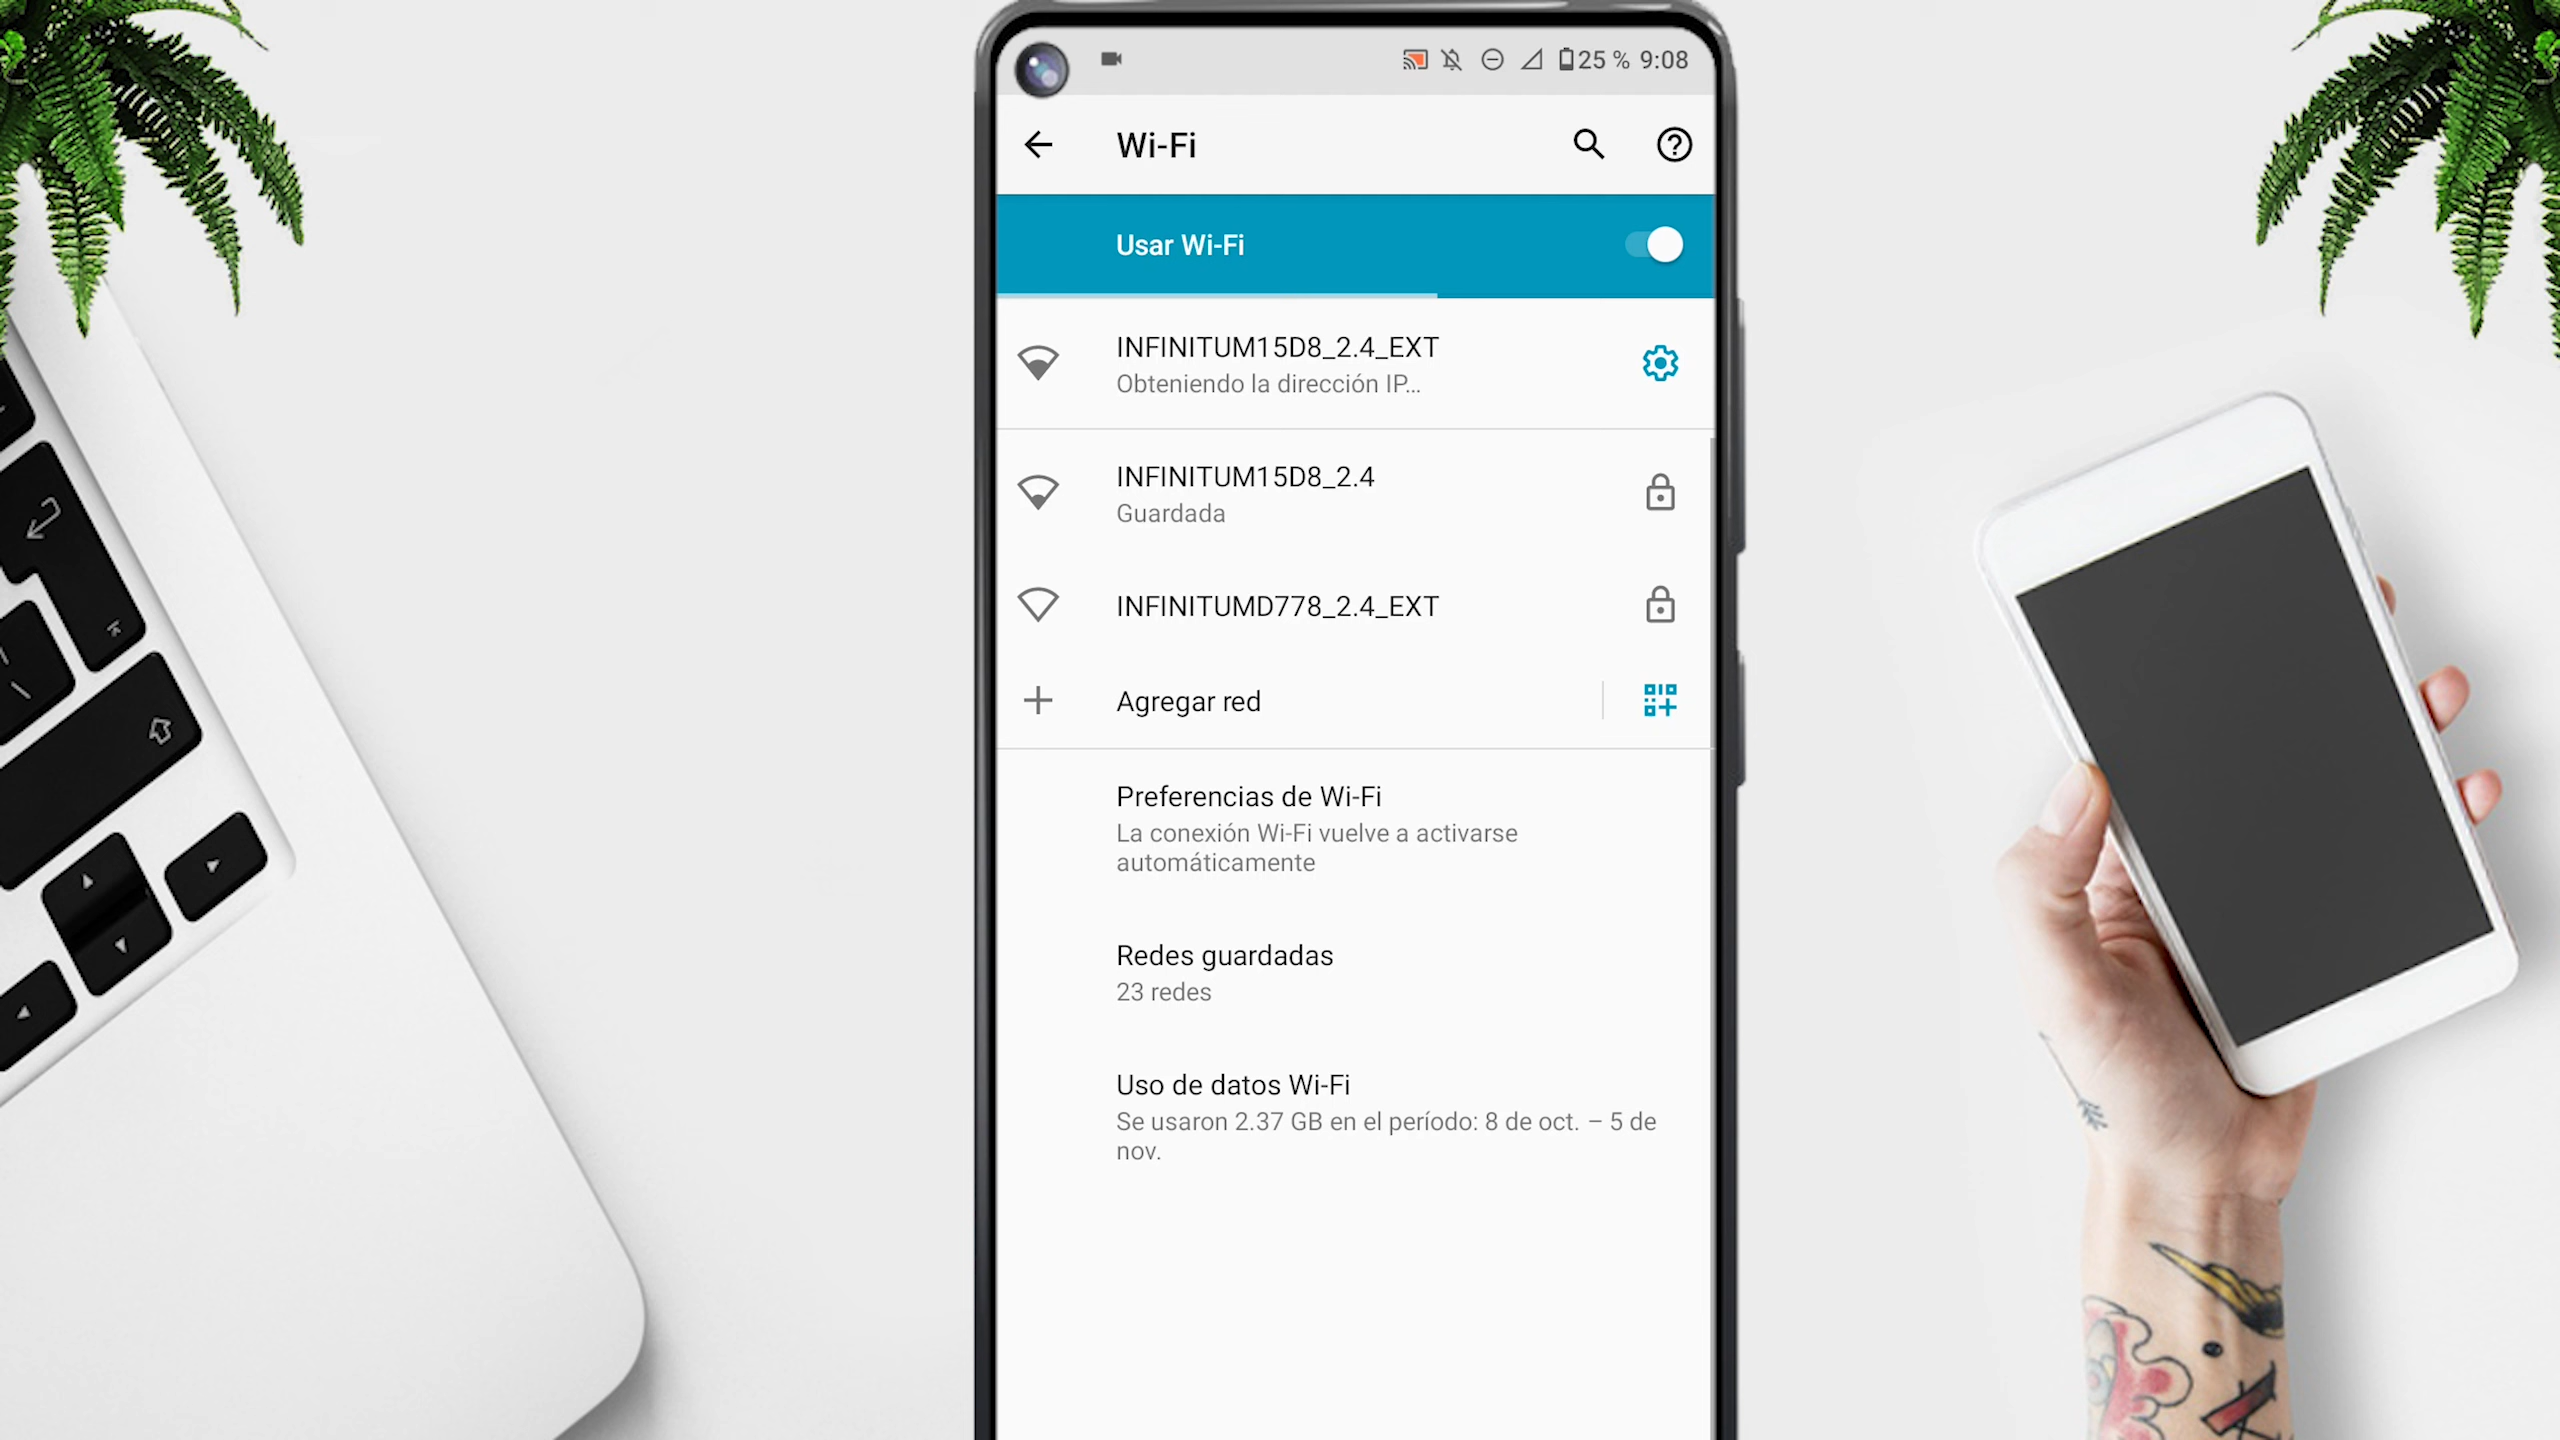 25 % 9:08
Wi-Fi
Usar Wi-Fi
INFINITUM15D8_2.4_EXT
Obteniendo la dirección IP...
INFINITUM15D8_2.4
Guardada
INFINITUMD778_2.4_EXT
Agregar red
Preferencias de Wi-Fi
La conexión Wi-Fi vuelve a activarse
automáticamente
Redes guardadas
23 redes
Uso de datos Wi-Fi
Se usaron 2.37 GB en el período: 8 de oct. – 5 de
nov.